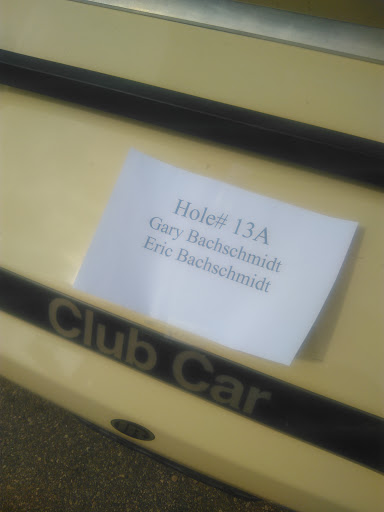 Hole# 13A
Gary Bachschmidt
Eric Bachschmidt
Club Car